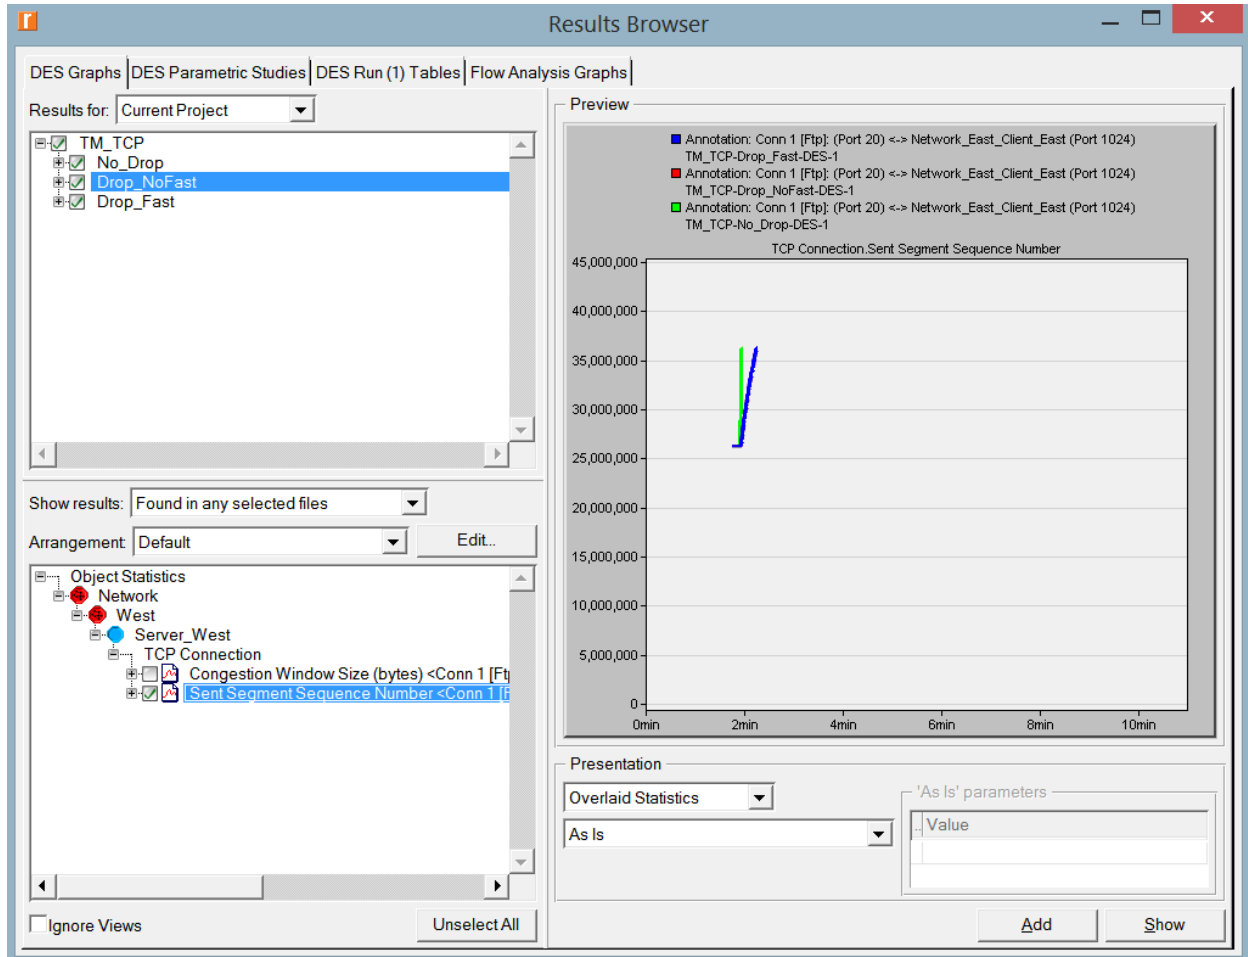 Results Browser
DES Graphs DES Parametric Studies DES Run (1) Tables Flow Analysis Graphs
Results for: Current Project
TM_TCP
No_Drop
Drop_NoFast
Drop_Fast
Show results: Found in any selected files
Arrangement: Default Edit...
Object Statistics
Network
West
Server_West
TCP Connection
Congestion Window Size (bytes) <Conn 1 [Ft
Sent Segment Sequence Number <Conn 1 [F
Ignore Views Unselect All
Preview
Annotation: Conn 1 [Ftp]: (Port 20) <-> Network_East_Client_East (Port 1024)
TM_TCP-Drop_Fast-DES-1
Annotation: Conn 1 [Ftp]: (Port 20) <-> Network_East_Client_East (Port 1024)
TM_TCP-Drop_NoFast-DES-1
Annotation: Conn 1 [Ftp]: (Port 20) <-> Network_East_Client_East (Port 1024)
TM_TCP-No_Drop-DES-1
TCP Connection.Sent Segment Sequence Number
45,000,000
40,000,000
35,000,000
30,000,000
25,000,000
20,000,000
15,000,000
10,000,000
5,000,000
0
0min 2min 4min 6min 8min 10min
Presentation
Overlaid Statistics
As Is
'As Is' parameters
.. Value
Add Show